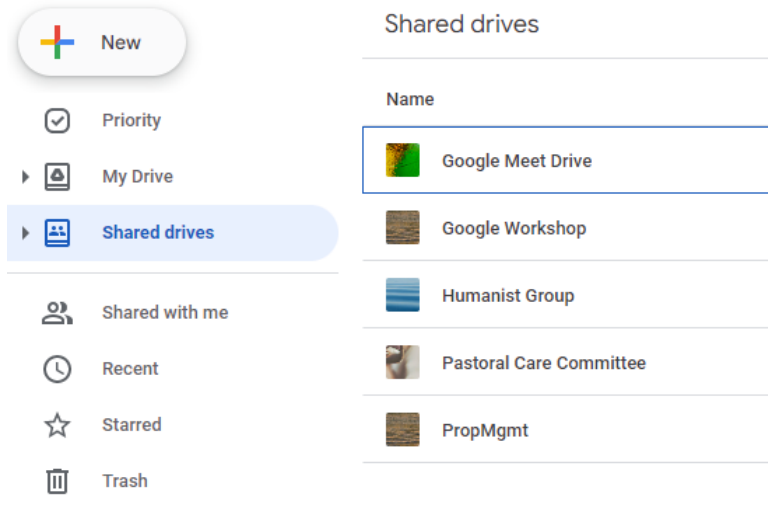 New
Priority
My Drive
Shared drives
Shared with me
Recent
Starred
Trash
Shared drives
Name
Google Meet Drive
Google Workshop
Humanist Group
Pastoral Care Committee
PropMgmt